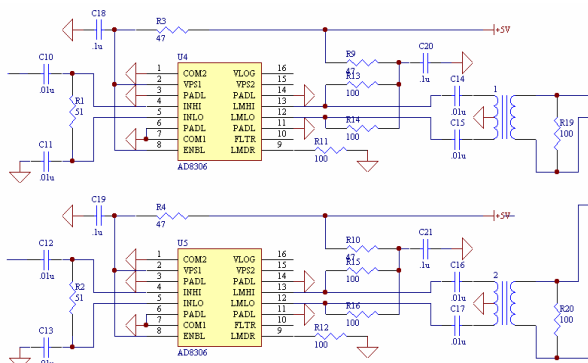 C18
.1u
R3
47
+5V
C10
.01u
R1
51
C11
.01u
U4
1 COM2 VLOG 16
2 VPS1 VPS2 15
3 PADL PADL 14
4 INHI LMHI 13
5 INLO LMLO 12
6 PADL PADL 11
7 COM1 FLTR 10
8 ENBL LMDR 9
AD8306
R9
47
R13
100
R14
100
R11
100
C20
.1u
C14
.01u
C15
.01u
1
R19
100
C19
.1u
R4
47
+5V
C12
.01u
R2
51
C13
.01u
U5
1 COM2 VLOG 16
2 VPS1 VPS2 15
3 PADL PADL 14
4 INHI LMHI 13
5 INLO LMLO 12
6 PADL PADL 11
7 COM1 FLTR 10
8 ENBL LMDR 9
AD8306
R10
47
R15
100
R16
100
R12
100
C21
.1u
C16
.01u
C17
.01u
2
R20
100